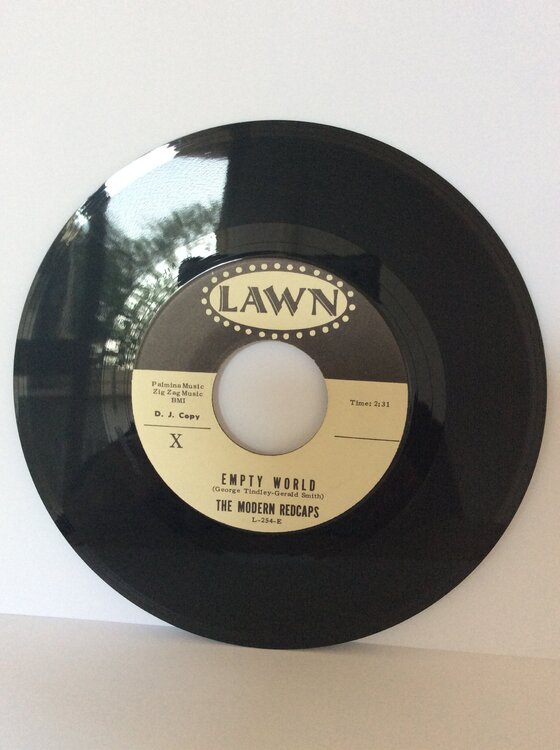 LAWN
Palmina Music
Zig Zag Music
BMI
D. J. Copy
X
Time: 2:31
EMPTY WORLD
(George Tindley-Gerald Smith)
THE MODERN REDCAPS
L-254-E